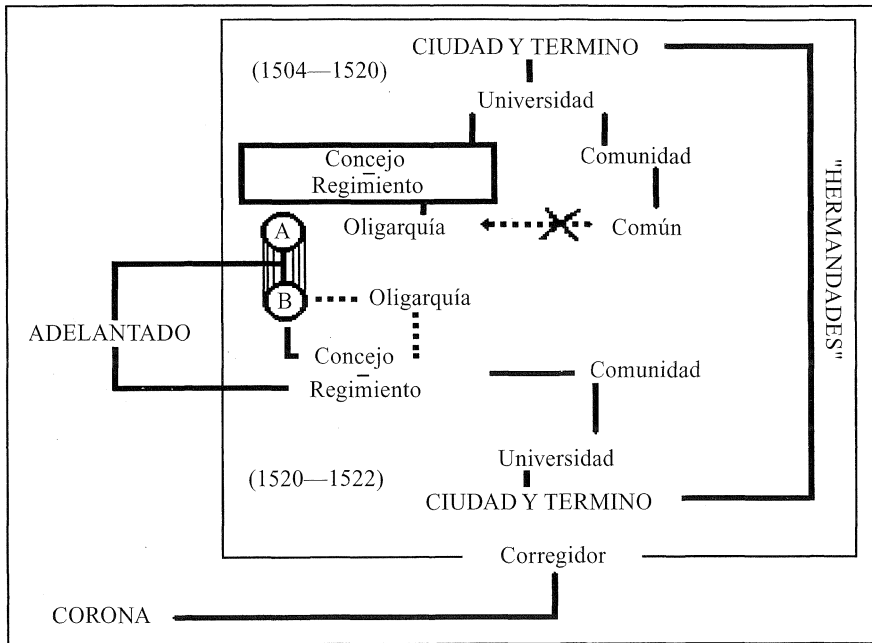 CIUDAD Y TERMINO
(1504—1520)
Universidad
Concejo
–
Regimiento
Comunidad
A
Oligarquía
Común
"HERMANDADES"
B
Oligarquía
ADELANTADO
Concejo
–
Regimiento
Comunidad
Universidad
(1520—1522)
CIUDAD Y TERMINO
Corregidor
CORONA